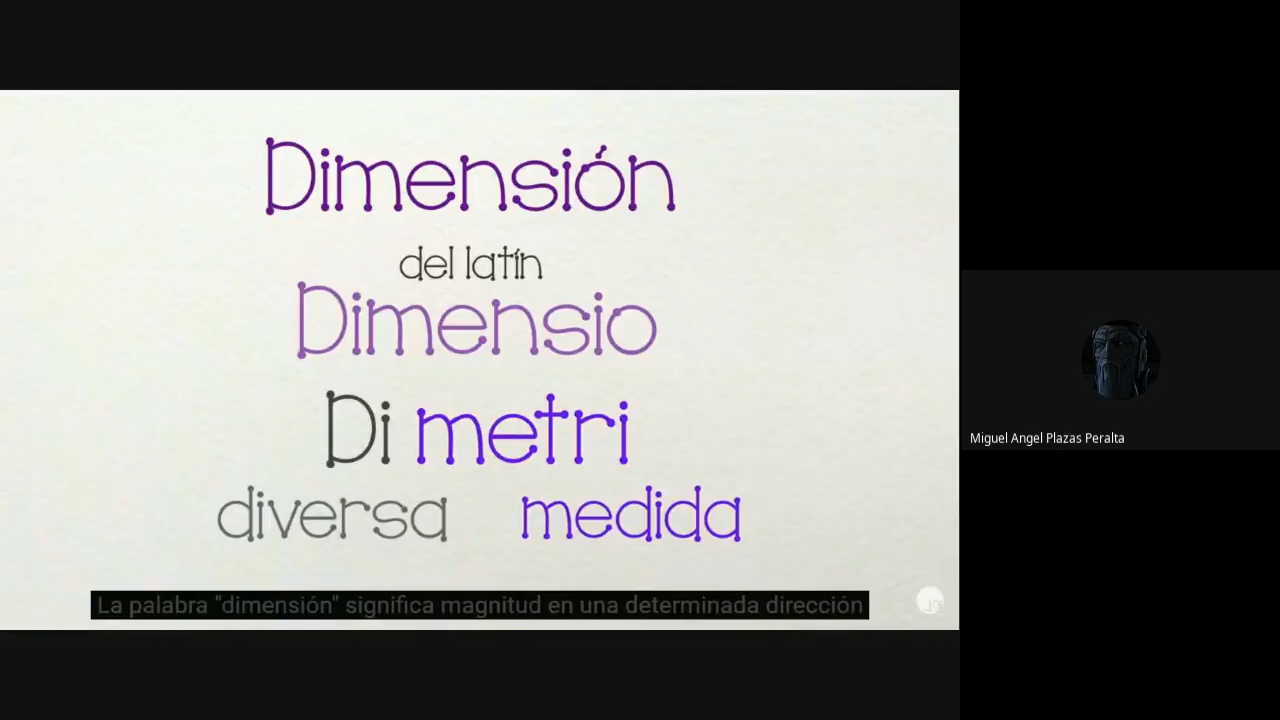 Dimensión
del latín
Dimensio
Di metri
diversa medida
La palabra "dimensión" significa magnitud en una determinada dirección
Miguel Angel Plazas Peralta